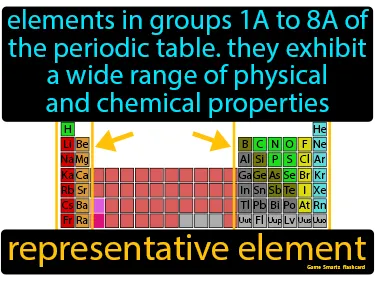 elements in groups 1A to 8A of
the periodic table. they exhibit
a wide range of physical
and chemical properties
H He
Li Be B C N O F Ne
Na Mg Al Si P S Cl Ar
Ka Ca Ga Ge As Se Br Kr
Rb Sr In Sn Sb Te I Xe
Cs Ba Tl Pb Bi Po At Rn
Fr Ra Uut Fl Uup Lv Uus Uuo
representative element
Game Smartz flashcard